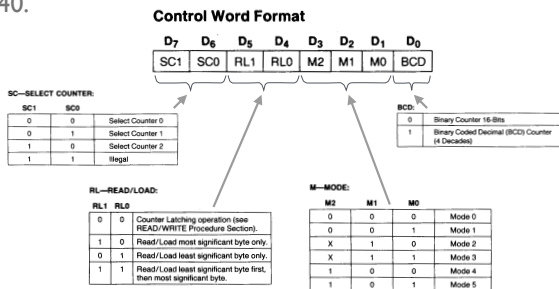 40.
Control Word Format
D7 D6 D5 D4 D3 D2 D1 D0
SC1 SC0 RL1 RL0 M2 M1 M0 BCD
SC—SELECT COUNTER:
SC1 SC0
0 0 Select Counter 0
0 1 Select Counter 1
1 0 Select Counter 2
1 1 Illegal
BCD:
0 Binary Counter 16-Bits
1 Binary Coded Decimal (BCD) Counter
(4 Decades)
RL—READ/LOAD:
RL1 RL0
0 0 Counter Latching operation (see
READ/WRITE Procedure Section).
1 0 Read/Load most significant byte only.
0 1 Read/Load least significant byte only.
1 1 Read/Load least significant byte first,
then most significant byte.
M—MODE:
M2 M1 M0
0 0 0 Mode 0
0 0 1 Mode 1
X 1 0 Mode 2
X 1 1 Mode 3
1 0 0 Mode 4
1 0 1 Mode 5